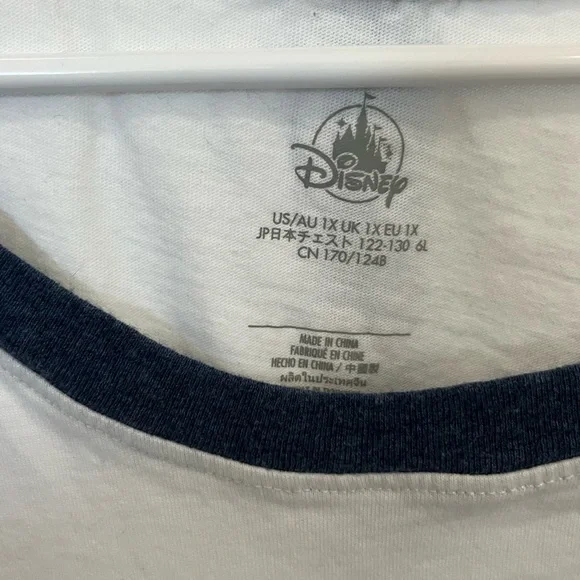 Disney
US/AU 1X UK 1X EU 1X
JP日本チェスト 122-130 6L
CN 170/124B
MADE IN CHINA
FABRIQUÉ EN CHINE
HECHO EN CHINA / 中國製
ผลิตในประเทศจีน